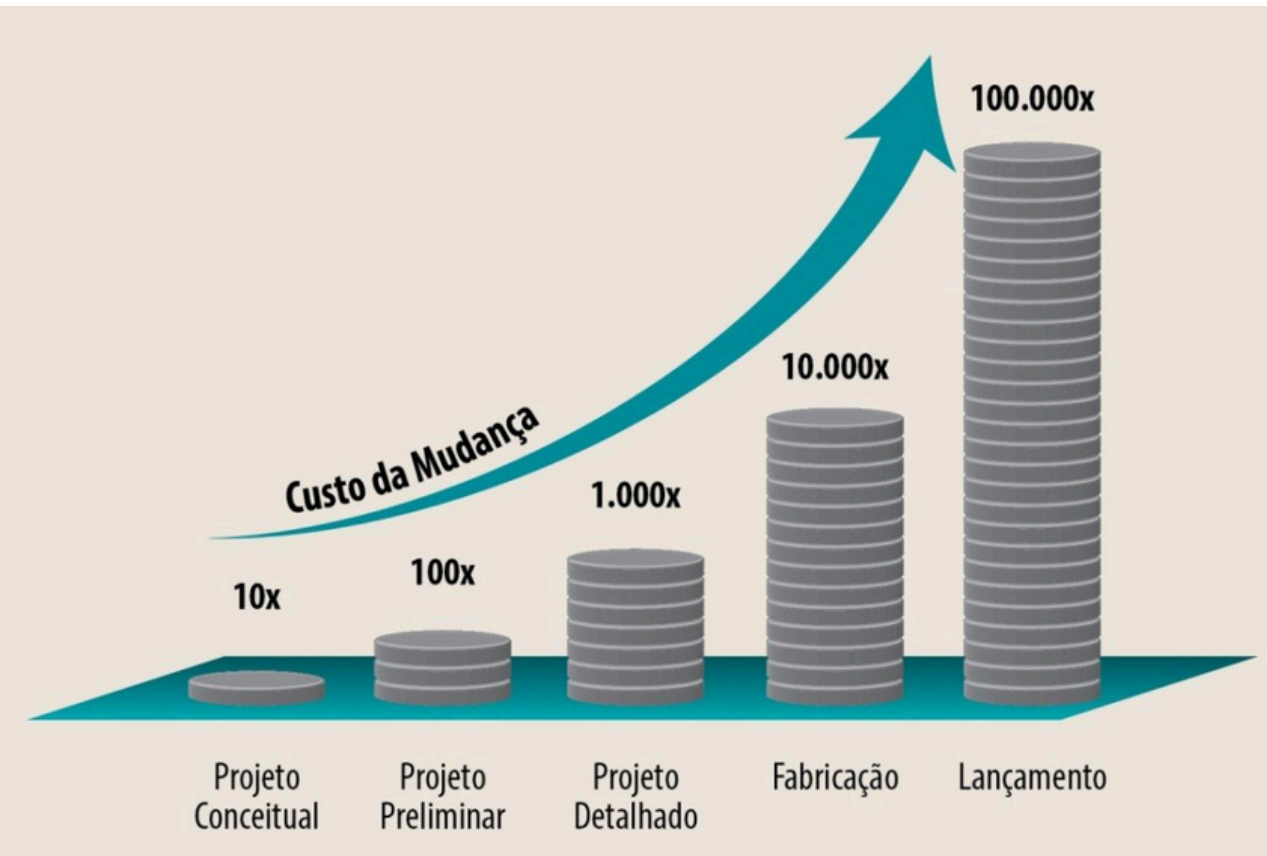 100.000x
10.000x
Custo da Mudança
1.000x
100x
10x
Projeto
Conceitual
Projeto
Preliminar
Projeto
Detalhado
Fabricação
Lançamento